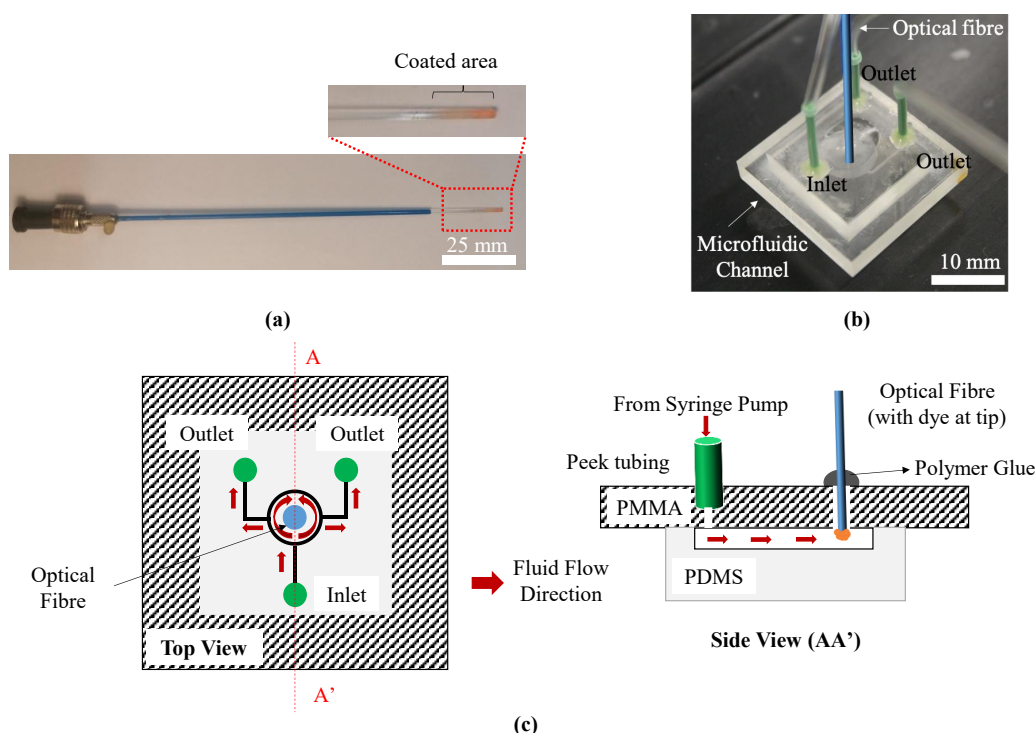 Coated area
25 mm
(a)
Optical fibre
Outlet
Outlet
Inlet
Microfluidic
Channel
10 mm
(b)
A
Outlet
Outlet
Optical
Fibre
Inlet
Top View
A'
Fluid Flow
Direction
From Syringe Pump
Optical Fibre
(with dye at tip)
Peek tubing
Polymer Glue
PMMA
PDMS
Side View (AA')
(c)